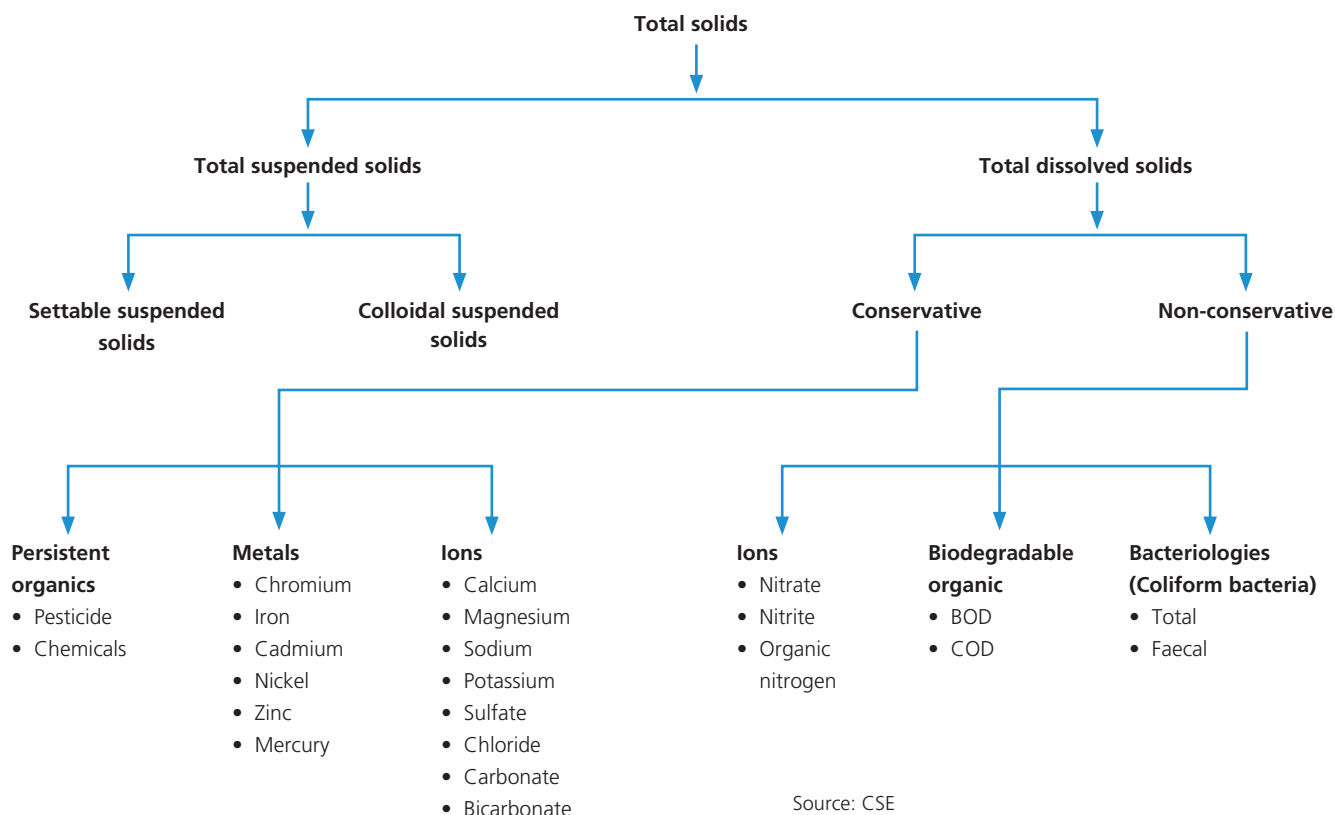 Total solids
Total suspended solids
Total dissolved solids
Settable suspended
solids
Colloidal suspended
solids
Conservative
Non-conservative
Persistent
organics
• Pesticide
• Chemicals
Metals
• Chromium
• Iron
• Cadmium
• Nickel
• Zinc
• Mercury
Ions
• Calcium
• Magnesium
• Sodium
• Potassium
• Sulfate
• Chloride
• Carbonate
• Bicarbonate
Ions
• Nitrate
• Nitrite
• Organic
nitrogen
Biodegradable
organic
• BOD
• COD
Bacteriologies
(Coliform bacteria)
• Total
• Faecal
Source: CSE